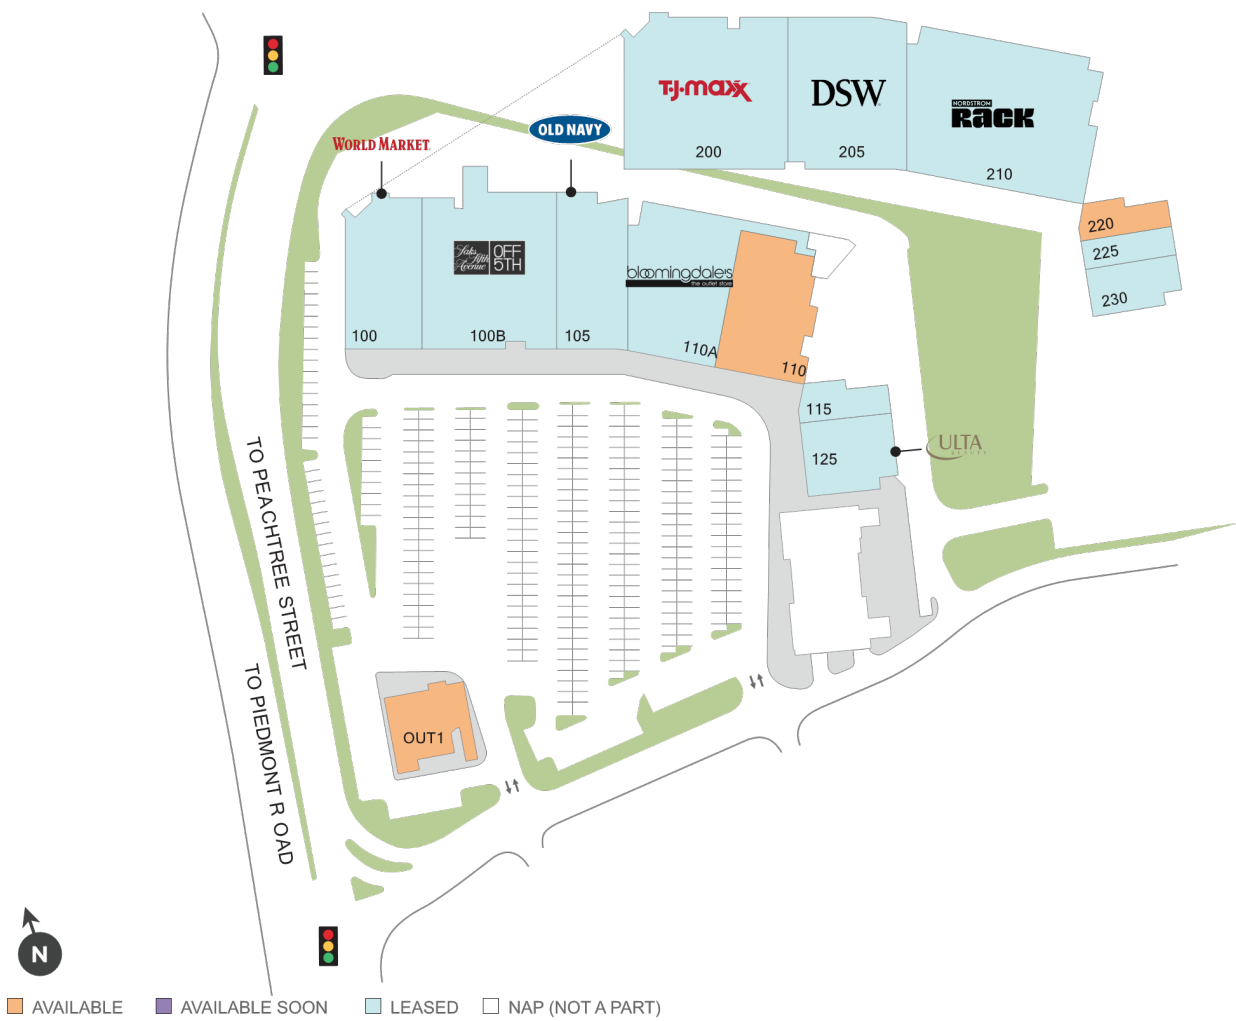 T·J·maxx
DSW
NORDSTROM
RACK
200
205
210
OLD NAVY
WORLD MARKET
220
225
230
Saks
Fifth
Avenue
OFF
5TH
bloomingdale's
the outlet store
100
100B
105
110A
110
115
125
ULTA
BEAUTY
TO PEACHTREE STREET
TO PIEDMONT R OAD
OUT1
N
AVAILABLE
AVAILABLE SOON
LEASED
NAP (NOT A PART)